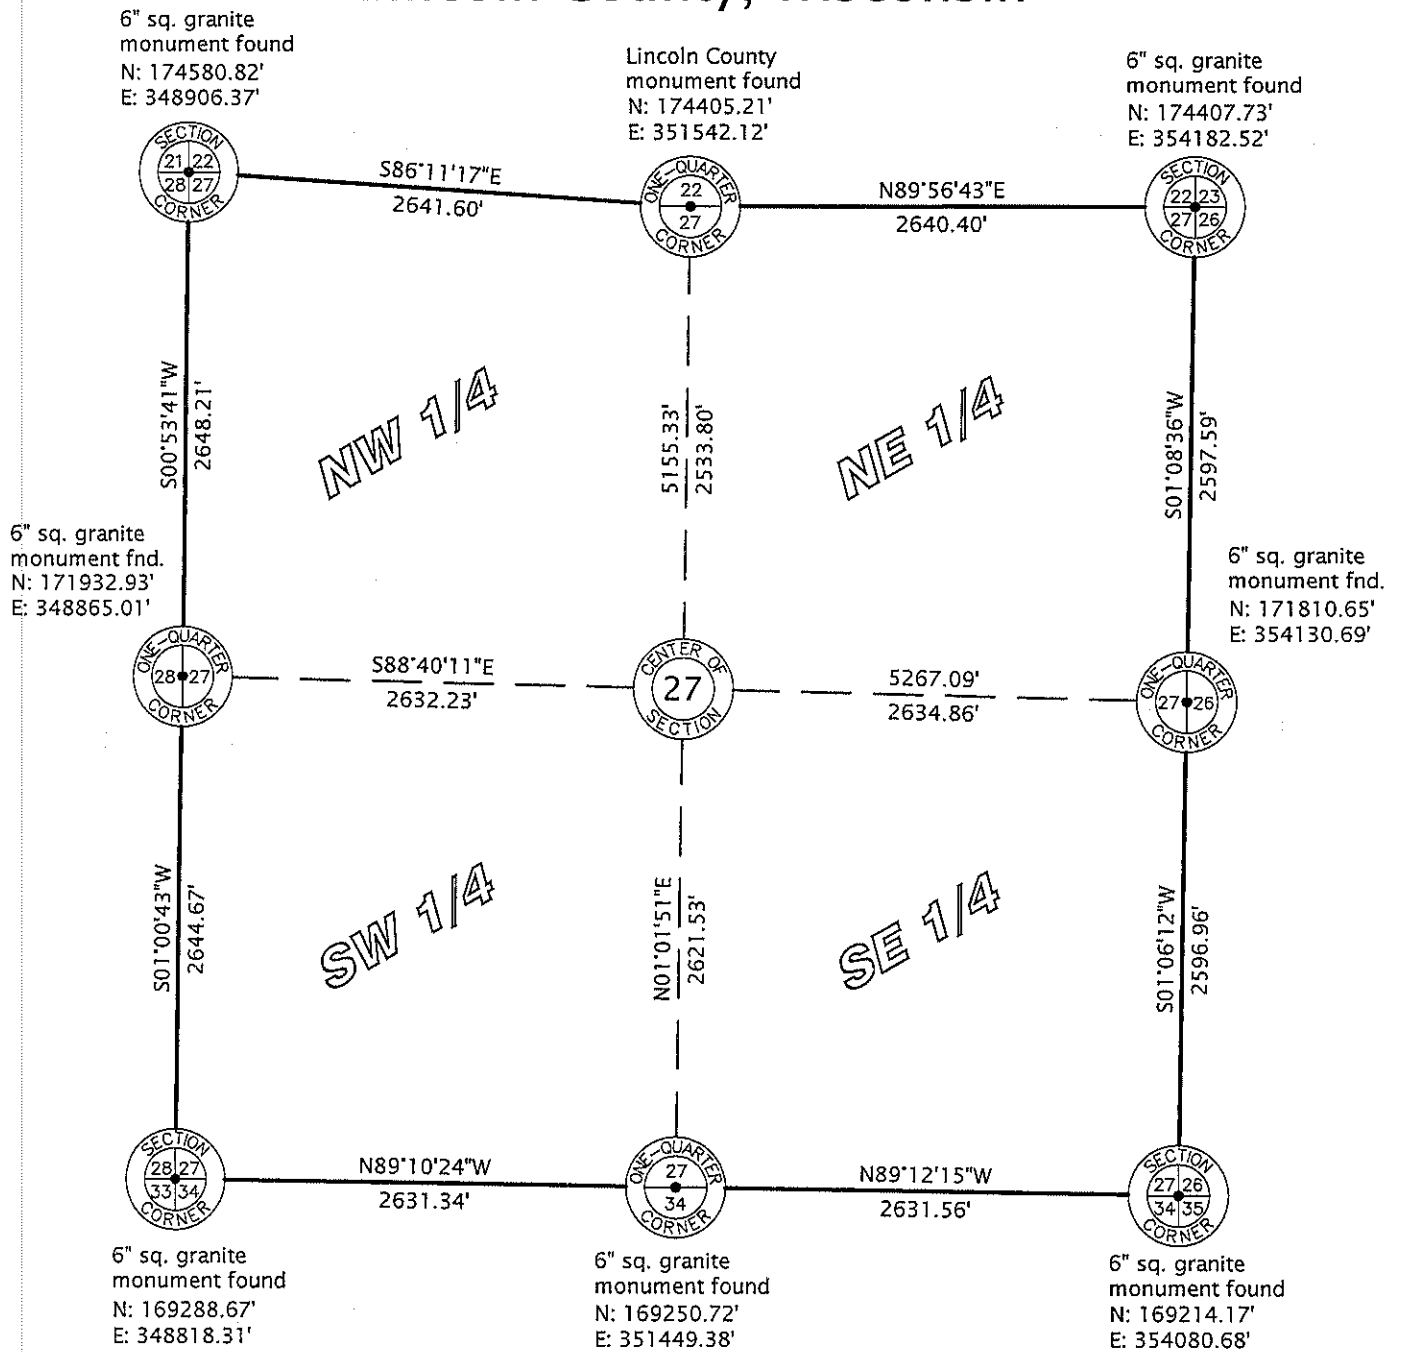 Lincoln County, Wisconsin
6" sq. granite
monument found
N: 174580.82'
E: 348906.37'
Lincoln County
monument found
N: 174405.21'
E: 351542.12'
6" sq. granite
monument found
N: 174407.73'
E: 354182.52'
SECTION
21 22
28 27
CORNER
S86°11'17"E
2641.60'
ONE-QUARTER
22
27
CORNER
N89°56'43"E
2640.40'
SECTION
22 23
27 26
CORNER
S00°53'41"W
2648.21'
NW 1/4
5155.33'
2533.80'
NE 1/4
S01°08'36"W
2597.59'
6" sq. granite
monument fnd.
N: 171932.93'
E: 348865.01'
6" sq. granite
monument fnd.
N: 171810.65'
E: 354130.69'
ONE-QUARTER
28 27
CORNER
S88°40'11"E
2632.23'
CENTER OF
27
SECTION
5267.09'
2634.86'
ONE-QUARTER
27 26
CORNER
S01°00'43"W
2644.67'
SW 1/4
N01°01'51"E
2621.53'
SE 1/4
S01°06'12"W
2596.96'
SECTION
28 27
33 34
CORNER
N89°10'24"W
2631.34'
ONE-QUARTER
27
34
CORNER
N89°12'15"W
2631.56'
SECTION
27 26
34 35
CORNER
6" sq. granite
monument found
N: 169288.67'
E: 348818.31'
6" sq. granite
monument found
N: 169250.72'
E: 351449.38'
6" sq. granite
monument found
N: 169214.17'
E: 354080.68'